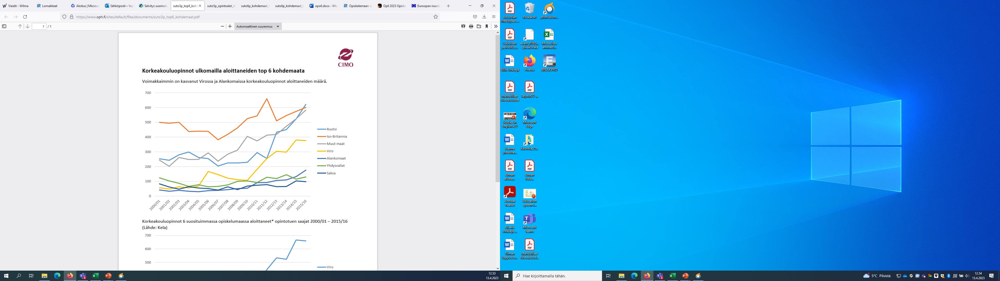 Viestit - Wilma
Lomakkeet
Aloitus | Microso
Sähköposti – Vep
Selvitys suomala
suto3p_top6_kohd
suto5p_opintoalat_to
suto6p_kohdemaat_t
suto6p_kohdemaat_t
opo6.docx - Mic
Opiskelemaan ul
Op6 2023 Opiske
Euroopan nuoris
https://www.oph.fi/sites/default/files/documents/suto3p_top6_kohdemaat.pdf
1 / 1
Automaattinen suurennus
CIMO
Korkeakouluopinnot ulkomailla aloittaneiden top 6 kohdemaata
Voimakkaimmin on kasvanut Virossa ja Alankomaissa korkeakouluopinnot aloittaneiden määrä.
700
600
500
400
300
200
100
0
2000/01 2001/02 2002/03 2003/04 2004/05 2005/06 2006/07 2007/08 2008/09 2009/10 2010/11 2011/12 2012/13 2013/14 2014/15 2015/16
Ruotsi
Iso-Britannia
Muut maat
Viro
Alankomaat
Yhdysvallat
Saksa
Korkeakouluopinnot 6 suosituimmassa opiskelumaassa aloittaneet* opintotuen saajat 2000/01 – 2015/16
(Lähde: Kela)
700
600
500
Viro
12.53
13.4.2023
Kouvolan
Yhteislyseo ...
Roskakori
primuskurr...
Lukioiden
perioditus...
exam_RUBS...
– pikakuvake
Musta lista
ammatti...
Ellille linkkejä
Firefox
BREAK PRO
Mahdolliset
tulevaisuudet
Tarjotin22-...
Studies in
English k22
Microsoft
Edge
Joanna
yhteisha...
Kouvola_O...
Annan
alusta...
Annan
lukk...
Acrobat
Reader
Education
system i...
Alisalle
vinkkejä ...
Microsoft
Teams
Vilman
loppusuo...
Mahdolliset
tulevaisuud...
Hae kirjoittamalla tähän.
5°C Pilvistä
12.54
13.4.2023